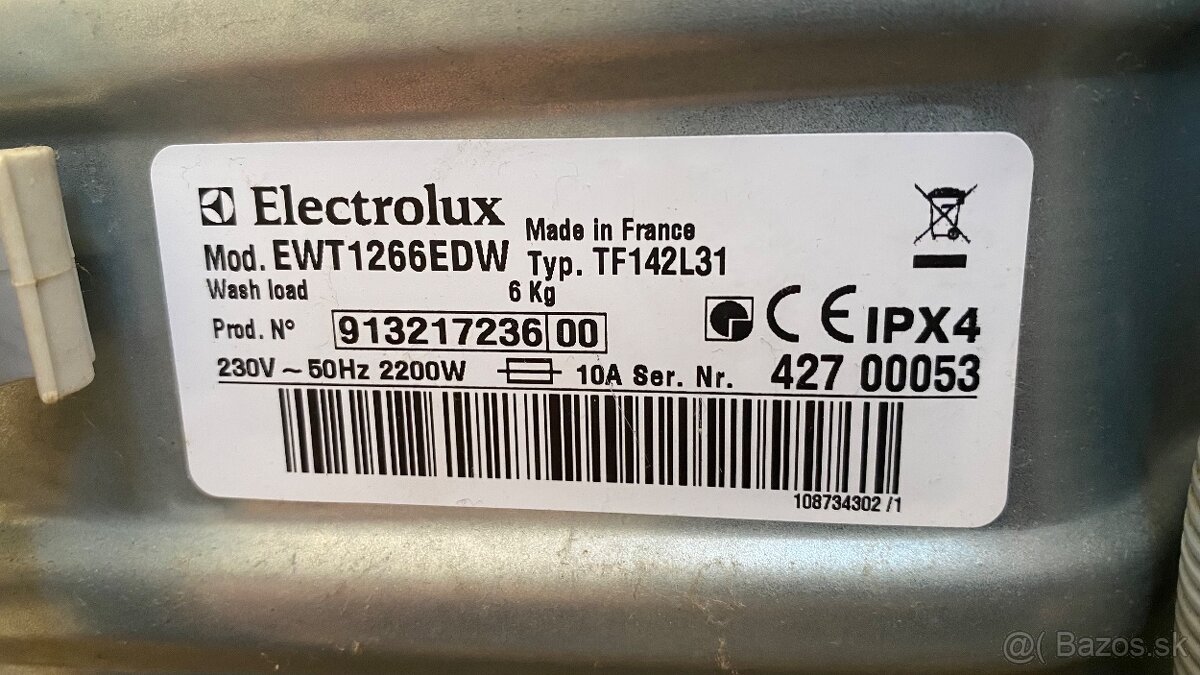 Electrolux Made in France
Mod. EWT1266EDW Typ. TF142L31
Wash load 6 Kg
Prod. N° 913217236 00
IPX4
230V ~ 50Hz 2200W 10A Ser. Nr. 427 00053
108734302 /1
@( Bazos.sk